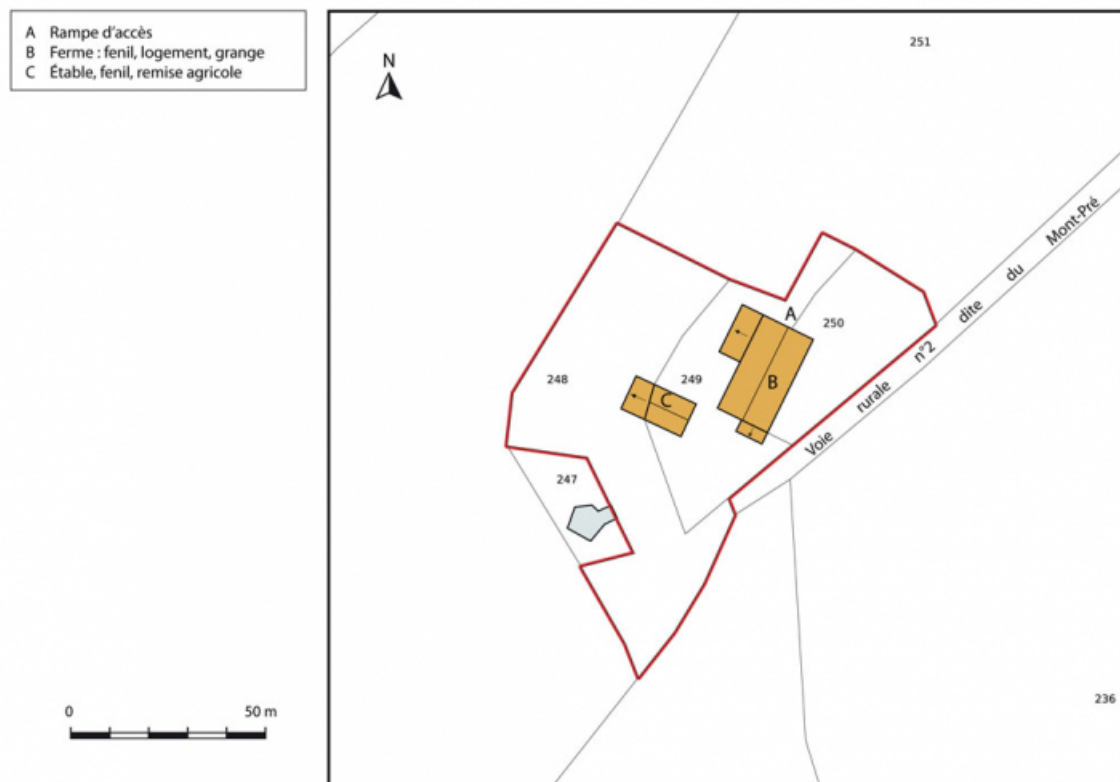 A Rampe d'accès
B Ferme : fenil, logement, grange
C Étable, fenil, remise agricole
N
251
A
250
B
249
248
C
247
Voie rurale n°2 dite du Mont-Pré
236
0 50 m